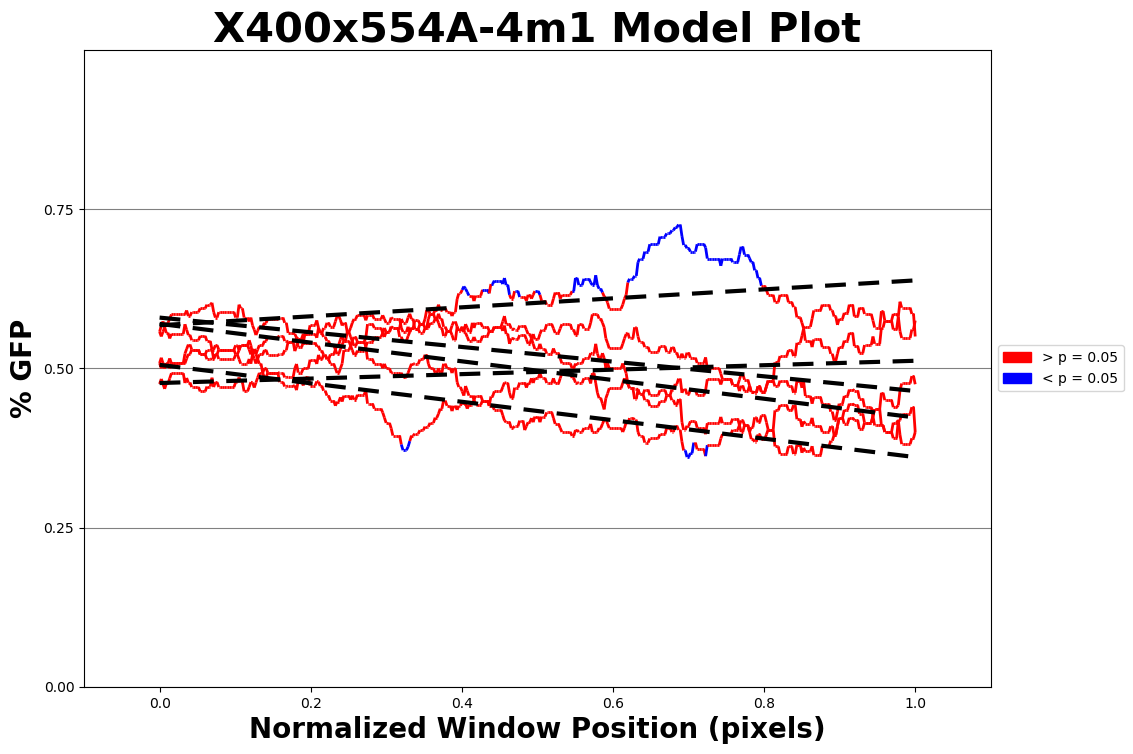 X400x554A-4m1 Model Plot
% GFP
0.75
0.50
0.25
0.00
0.0 0.2 0.4 0.6 0.8 1.0
Normalized Window Position (pixels)
> p = 0.05
< p = 0.05